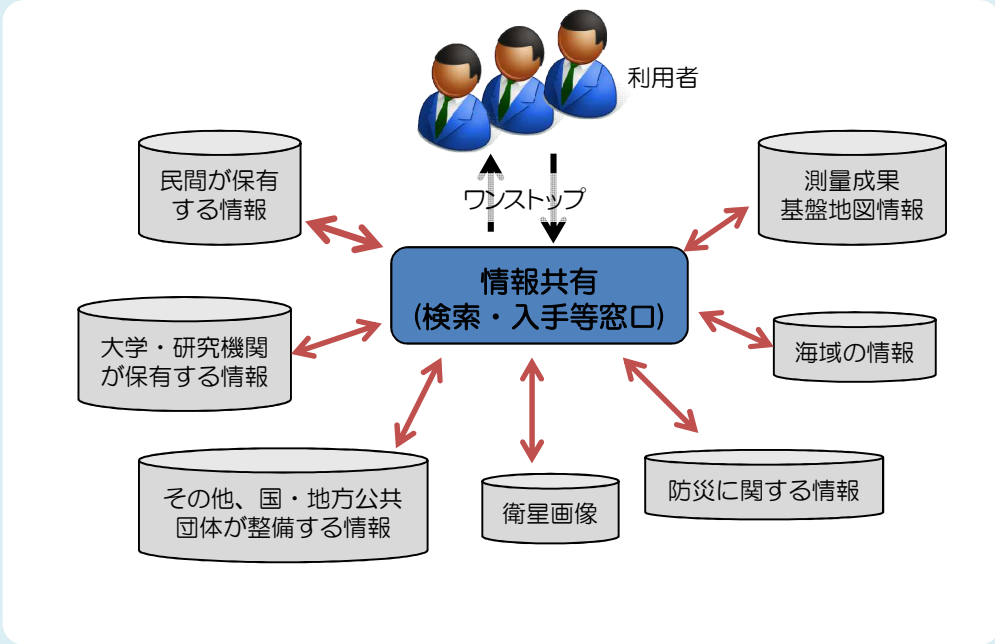 利用者
民間が保有
する情報
ワンストップ
測量成果
基盤地図情報
情報共有
(検索・入手等窓口)
大学・研究機関
が保有する情報
海域の情報
その他、国・地方公共
団体が整備する情報
衛星画像
防災に関する情報